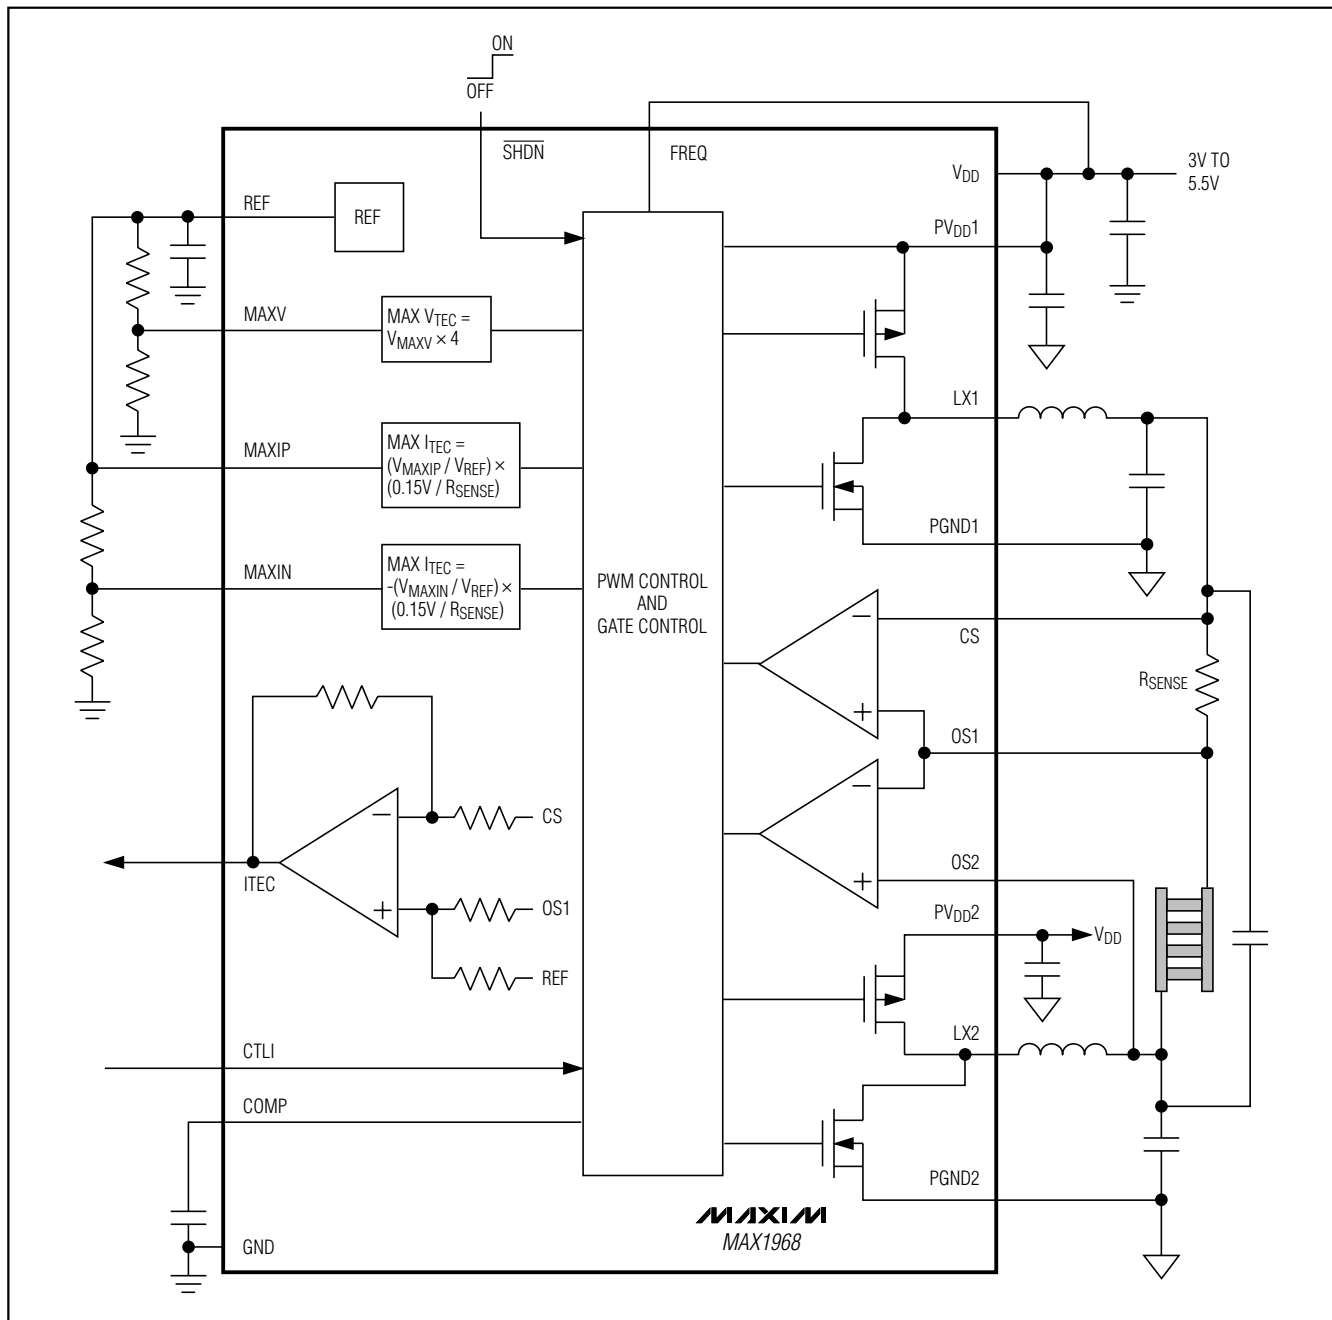 ON
OFF
SHDN
FREQ
VDD
3V TO
5.5V
REF
REF
PVDD1
MAXV
MAX VTEC =
VMAXV × 4
LX1
MAXIP
MAX ITEC =
(VMAXIP / VREF) ×
(0.15V / RSENSE)
PGND1
MAXIN
MAX ITEC =
-(VMAXIN / VREF) ×
(0.15V / RSENSE)
PWM CONTROL
AND
GATE CONTROL
−
CS
RSENSE
+
OS1
−
CS
−
ITEC
+
OS1
OS2
+
REF
PVDD2
VDD
LX2
CTLI
COMP
PGND2
MAXIM
MAX1968
GND